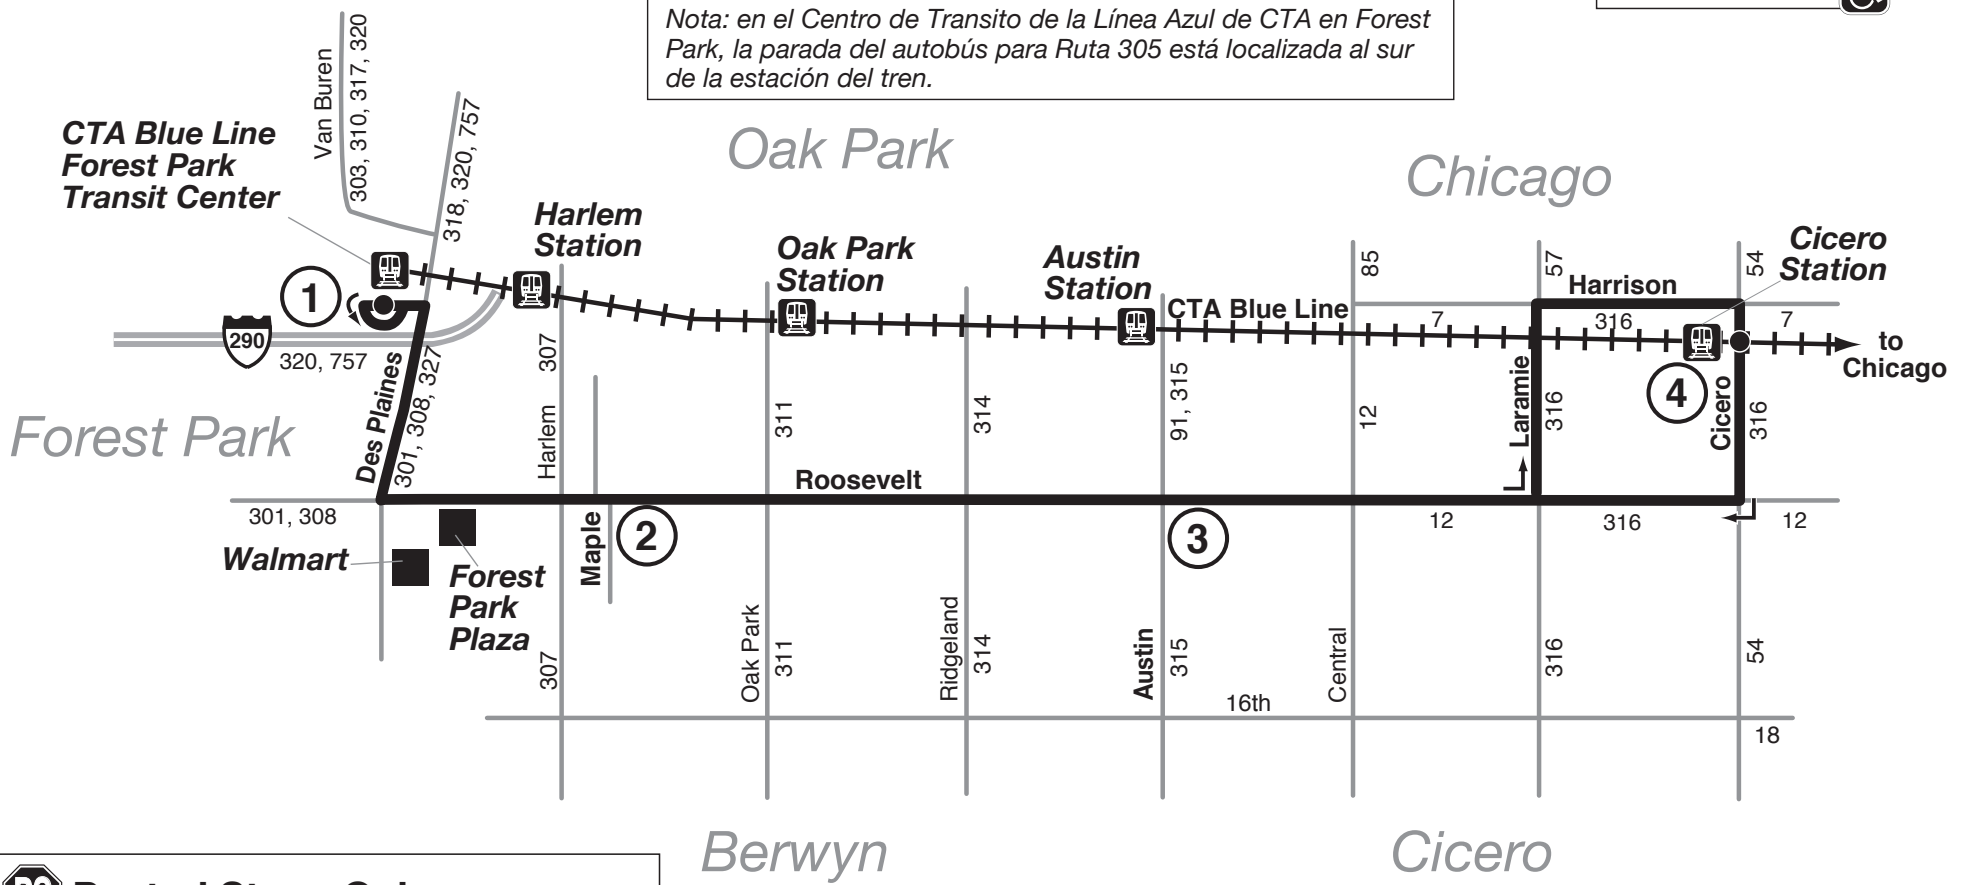 Nota: en el Centro de Transito de la Línea Azul de CTA en Forest
Park, la parada del autobús para Ruta 305 está localizada al sur
de la estación del tren.
Oak Park
Chicago
Forest Park
Berwyn
Cicero
CTA Blue Line
Forest Park
Transit Center
Van Buren
303, 310, 317, 320
318, 320, 757
Harlem
Station
Oak Park
Station
Austin
Station
CTA Blue Line
Cicero
Station
85
57
54
Harrison
7
316
7
to
Chicago
1
290
320, 757
Des Plaines
301, 308, 327
307
Harlem
311
314
91, 315
12
Laramie
316
4
Cicero
316
Roosevelt
301, 308
12
316
12
Walmart
Forest
Park
Plaza
Maple
2
3
307
Oak Park
311
Ridgeland
314
Austin
315
Central
316
54
16th
18